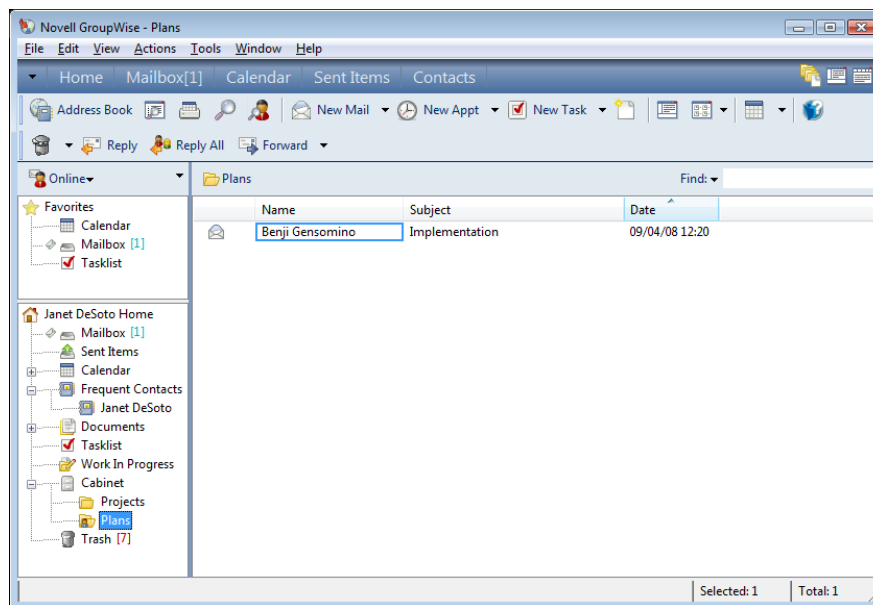 Novell GroupWise - Plans
File Edit View Actions Tools Window Help
Home Mailbox[1] Calendar Sent Items Contacts
Address Book New Mail New Appt New Task
Reply Reply All Forward
Online Plans Find:
Favorites
Calendar
Mailbox [1]
Tasklist
Name Subject Date
Benji Gensomino Implementation 09/04/08 12:20
Janet DeSoto Home
Mailbox [1]
Sent Items
Calendar
Frequent Contacts
Janet DeSoto
Documents
Tasklist
Work In Progress
Cabinet
Projects
Plans
Trash [7]
Selected: 1 Total: 1